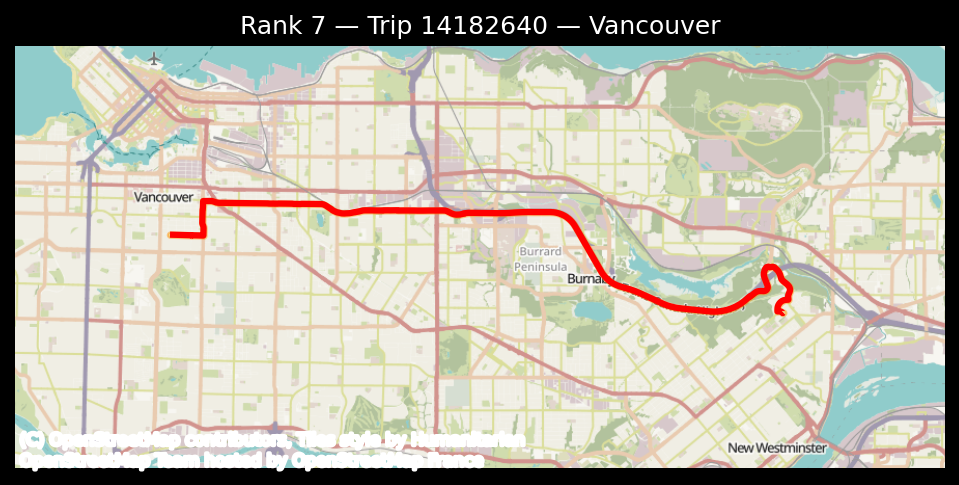 Rank 7 — Trip 14182640 — Vancouver
Vancouver
Burrard
Peninsula
Burna
New Westminster
(C) OpenStreetMap contributors, Tiles style by Humanitarian
OpenStreetMap Team hosted by OpenStreetMap France